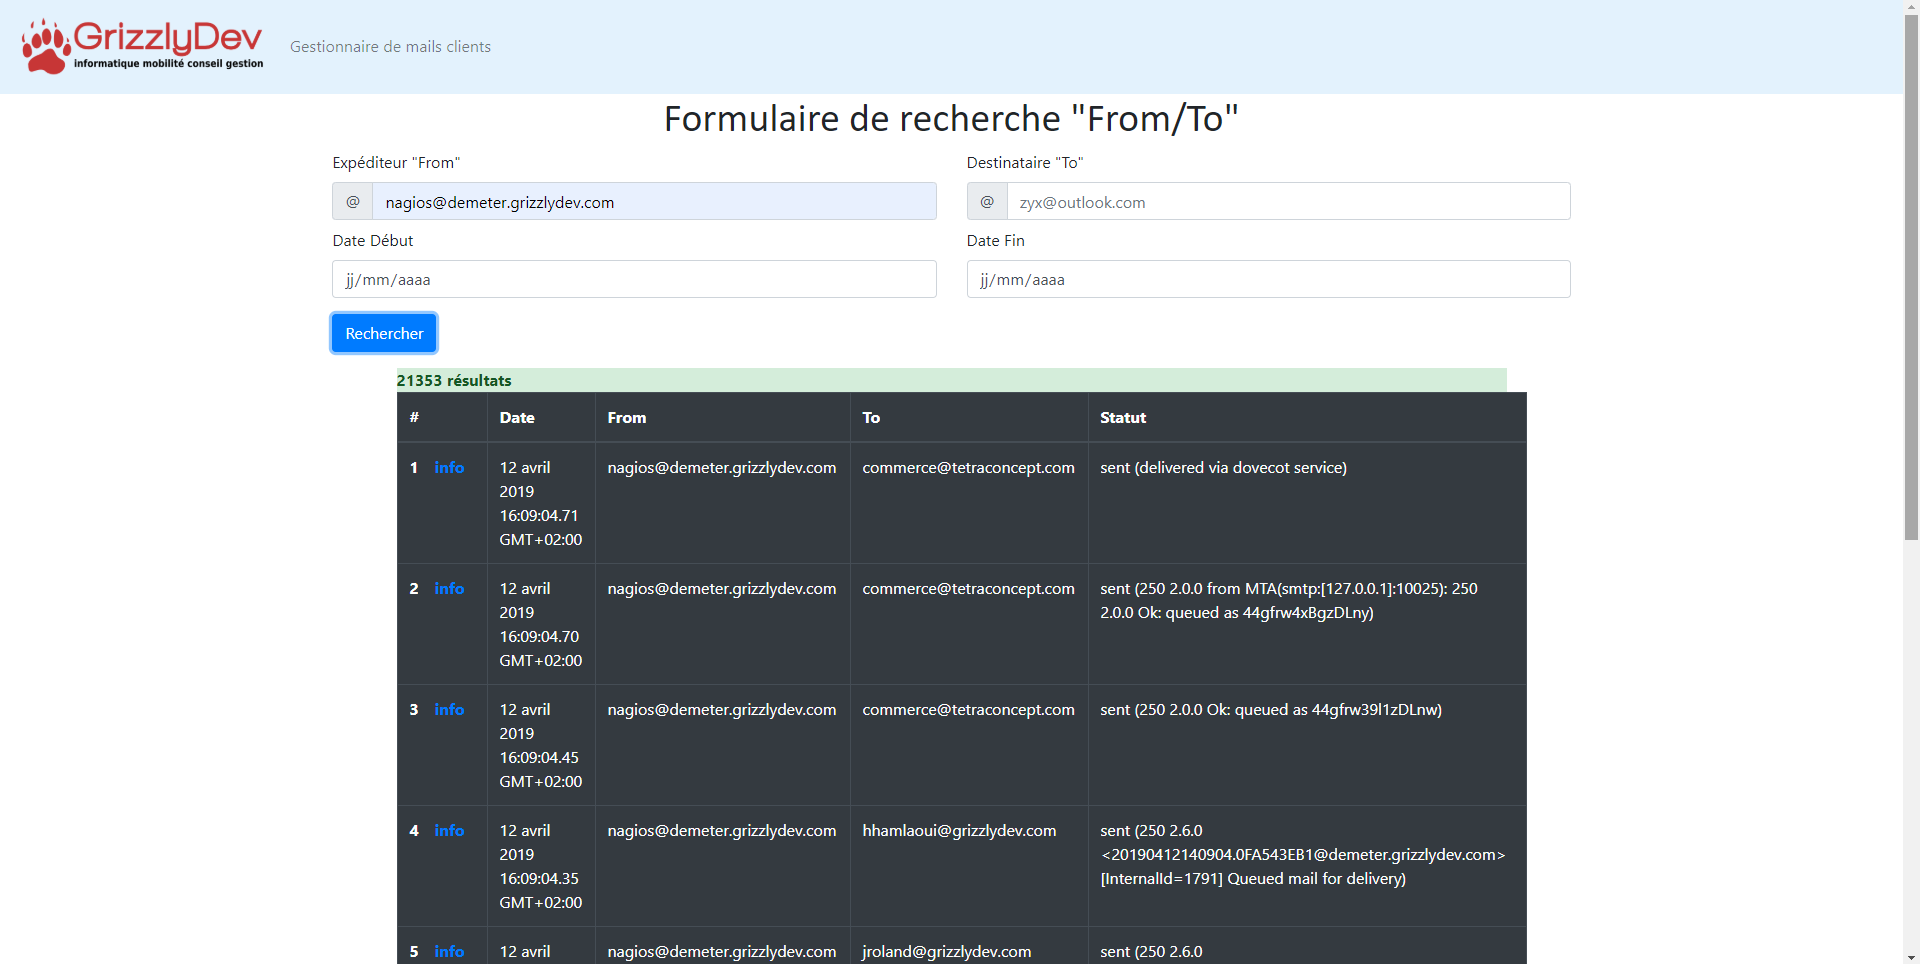 GrizzlyDev
informatique mobilité conseil gestion
Gestionnaire de mails clients
Formulaire de recherche "From/To"
Expéditeur "From"
Destinataire "To"
@ nagios@demeter.grizzlydev.com
@ zyx@outlook.com
Date Début
Date Fin
jj/mm/aaaa
jj/mm/aaaa
Rechercher
21353 résultats
# Date From To Statut
1 info
12 avril
2019
16:09:04.71
GMT+02:00
nagios@demeter.grizzlydev.com
commerce@tetraconcept.com
sent (delivered via dovecot service)
2 info
12 avril
2019
16:09:04.70
GMT+02:00
nagios@demeter.grizzlydev.com
commerce@tetraconcept.com
sent (250 2.0.0 from MTA(smtp:[127.0.0.1]:10025): 250
2.0.0 Ok: queued as 44gfrw4xBgzDLny)
3 info
12 avril
2019
16:09:04.45
GMT+02:00
nagios@demeter.grizzlydev.com
commerce@tetraconcept.com
sent (250 2.0.0 Ok: queued as 44gfrw39l1zDLnw)
4 info
12 avril
2019
16:09:04.35
GMT+02:00
nagios@demeter.grizzlydev.com
hhamlaoui@grizzlydev.com
sent (250 2.6.0
<20190412140904.0FA543EB1@demeter.grizzlydev.com>
[InternalId=1791] Queued mail for delivery)
5 info
12 avril
nagios@demeter.grizzlydev.com
jroland@grizzlydev.com
sent (250 2.6.0